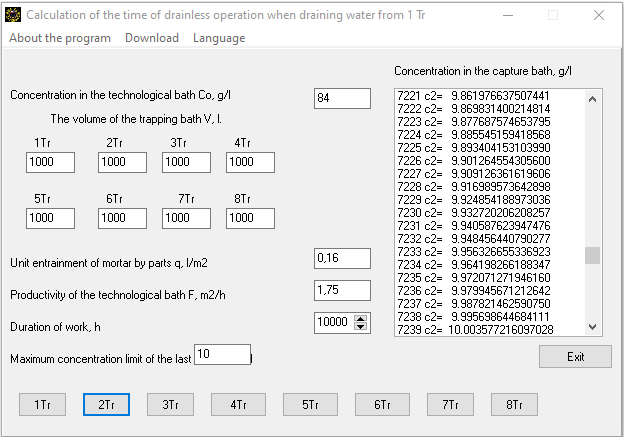 Calculation of the time of drainless operation when draining water from 1 Tr
About the program Download Language
Concentration in the technological bath Co, g/l
84
The volume of the trapping bath V, l.
1Tr 2Tr 3Tr 4Tr
1000 1000 1000 1000
5Tr 6Tr 7Tr 8Tr
1000 1000 1000 1000
Unit entrainment of mortar by parts q, l/m2
0,16
Productivity of the technological bath F, m2/h
1,75
Duration of work, h
10000
Maximum concentration limit of the last
10
l
Concentration in the capture bath, g/l
7221 c2= 9.861976637507441
7222 c2= 9.869831400214814
7223 c2= 9.877687574653795
7224 c2= 9.885545159418568
7225 c2= 9.893404153103990
7226 c2= 9.901264554305600
7227 c2= 9.909126361619606
7228 c2= 9.916989573642898
7229 c2= 9.924854188973036
7230 c2= 9.932720206208257
7231 c2= 9.940587623947476
7232 c2= 9.948456440790277
7233 c2= 9.956326655336923
7234 c2= 9.964198266188347
7235 c2= 9.972071271946160
7236 c2= 9.979945671212642
7237 c2= 9.987821462590750
7238 c2= 9.995698644684111
7239 c2= 10.003577216097028
Exit
1Tr 2Tr 3Tr 4Tr 5Tr 6Tr 7Tr 8Tr